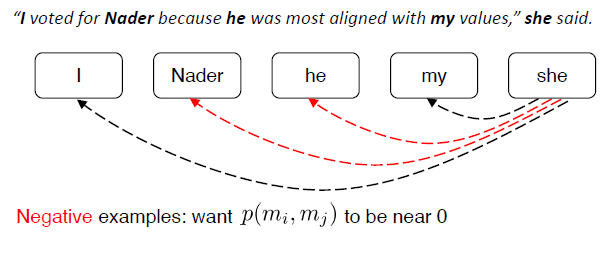 “I voted for Nader because he was most aligned with my values,” she said.
I Nader he my she
Negative examples: want p(mᵢ, mⱼ) to be near 0